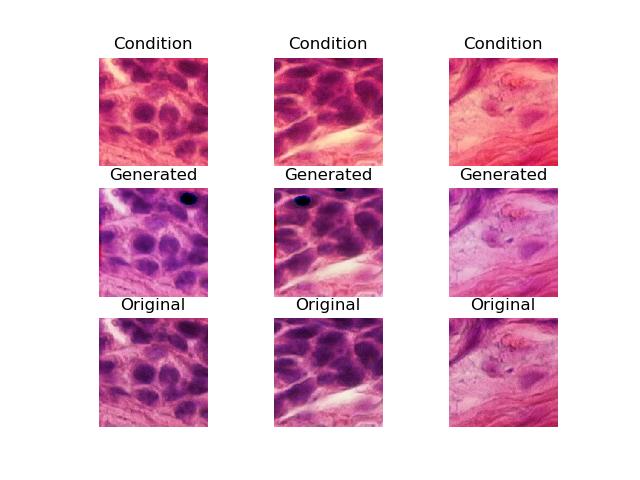 Condition Condition Condition
Generated Generated Generated
Original Original Original